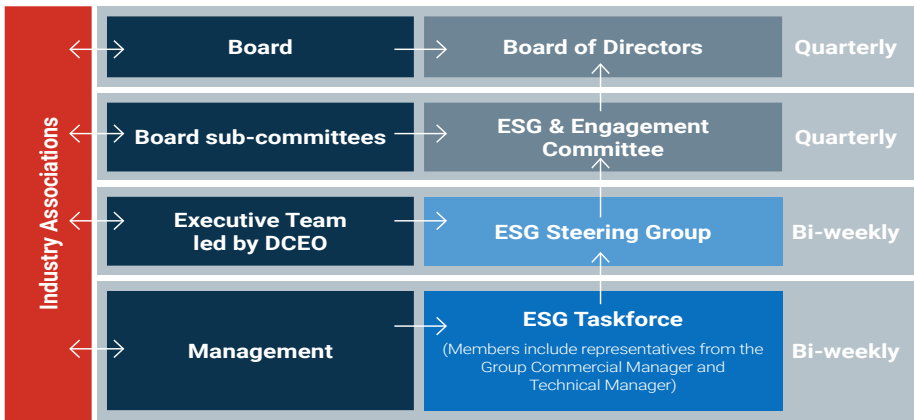 Industry Associations
Board
Board of Directors
Quarterly
Board sub-committees
ESG & Engagement
Committee
Quarterly
Executive Team
led by DCEO
ESG Steering Group
Bi-weekly
Management
ESG Taskforce
(Members include representatives from the
Group Commercial Manager and
Technical Manager)
Bi-weekly